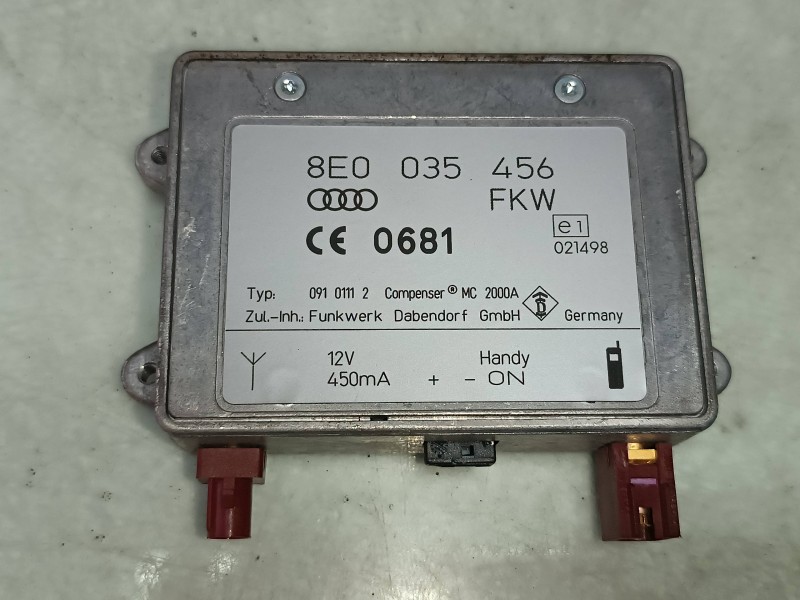 8E0 035 456
FKW
CE 0681
e1
021498
Typ: 091 0111 2 Compenser® MC 2000A
Zul.-Inh.: Funkwerk Dabendorf GmbH D Germany
12V Handy
450mA + - ON